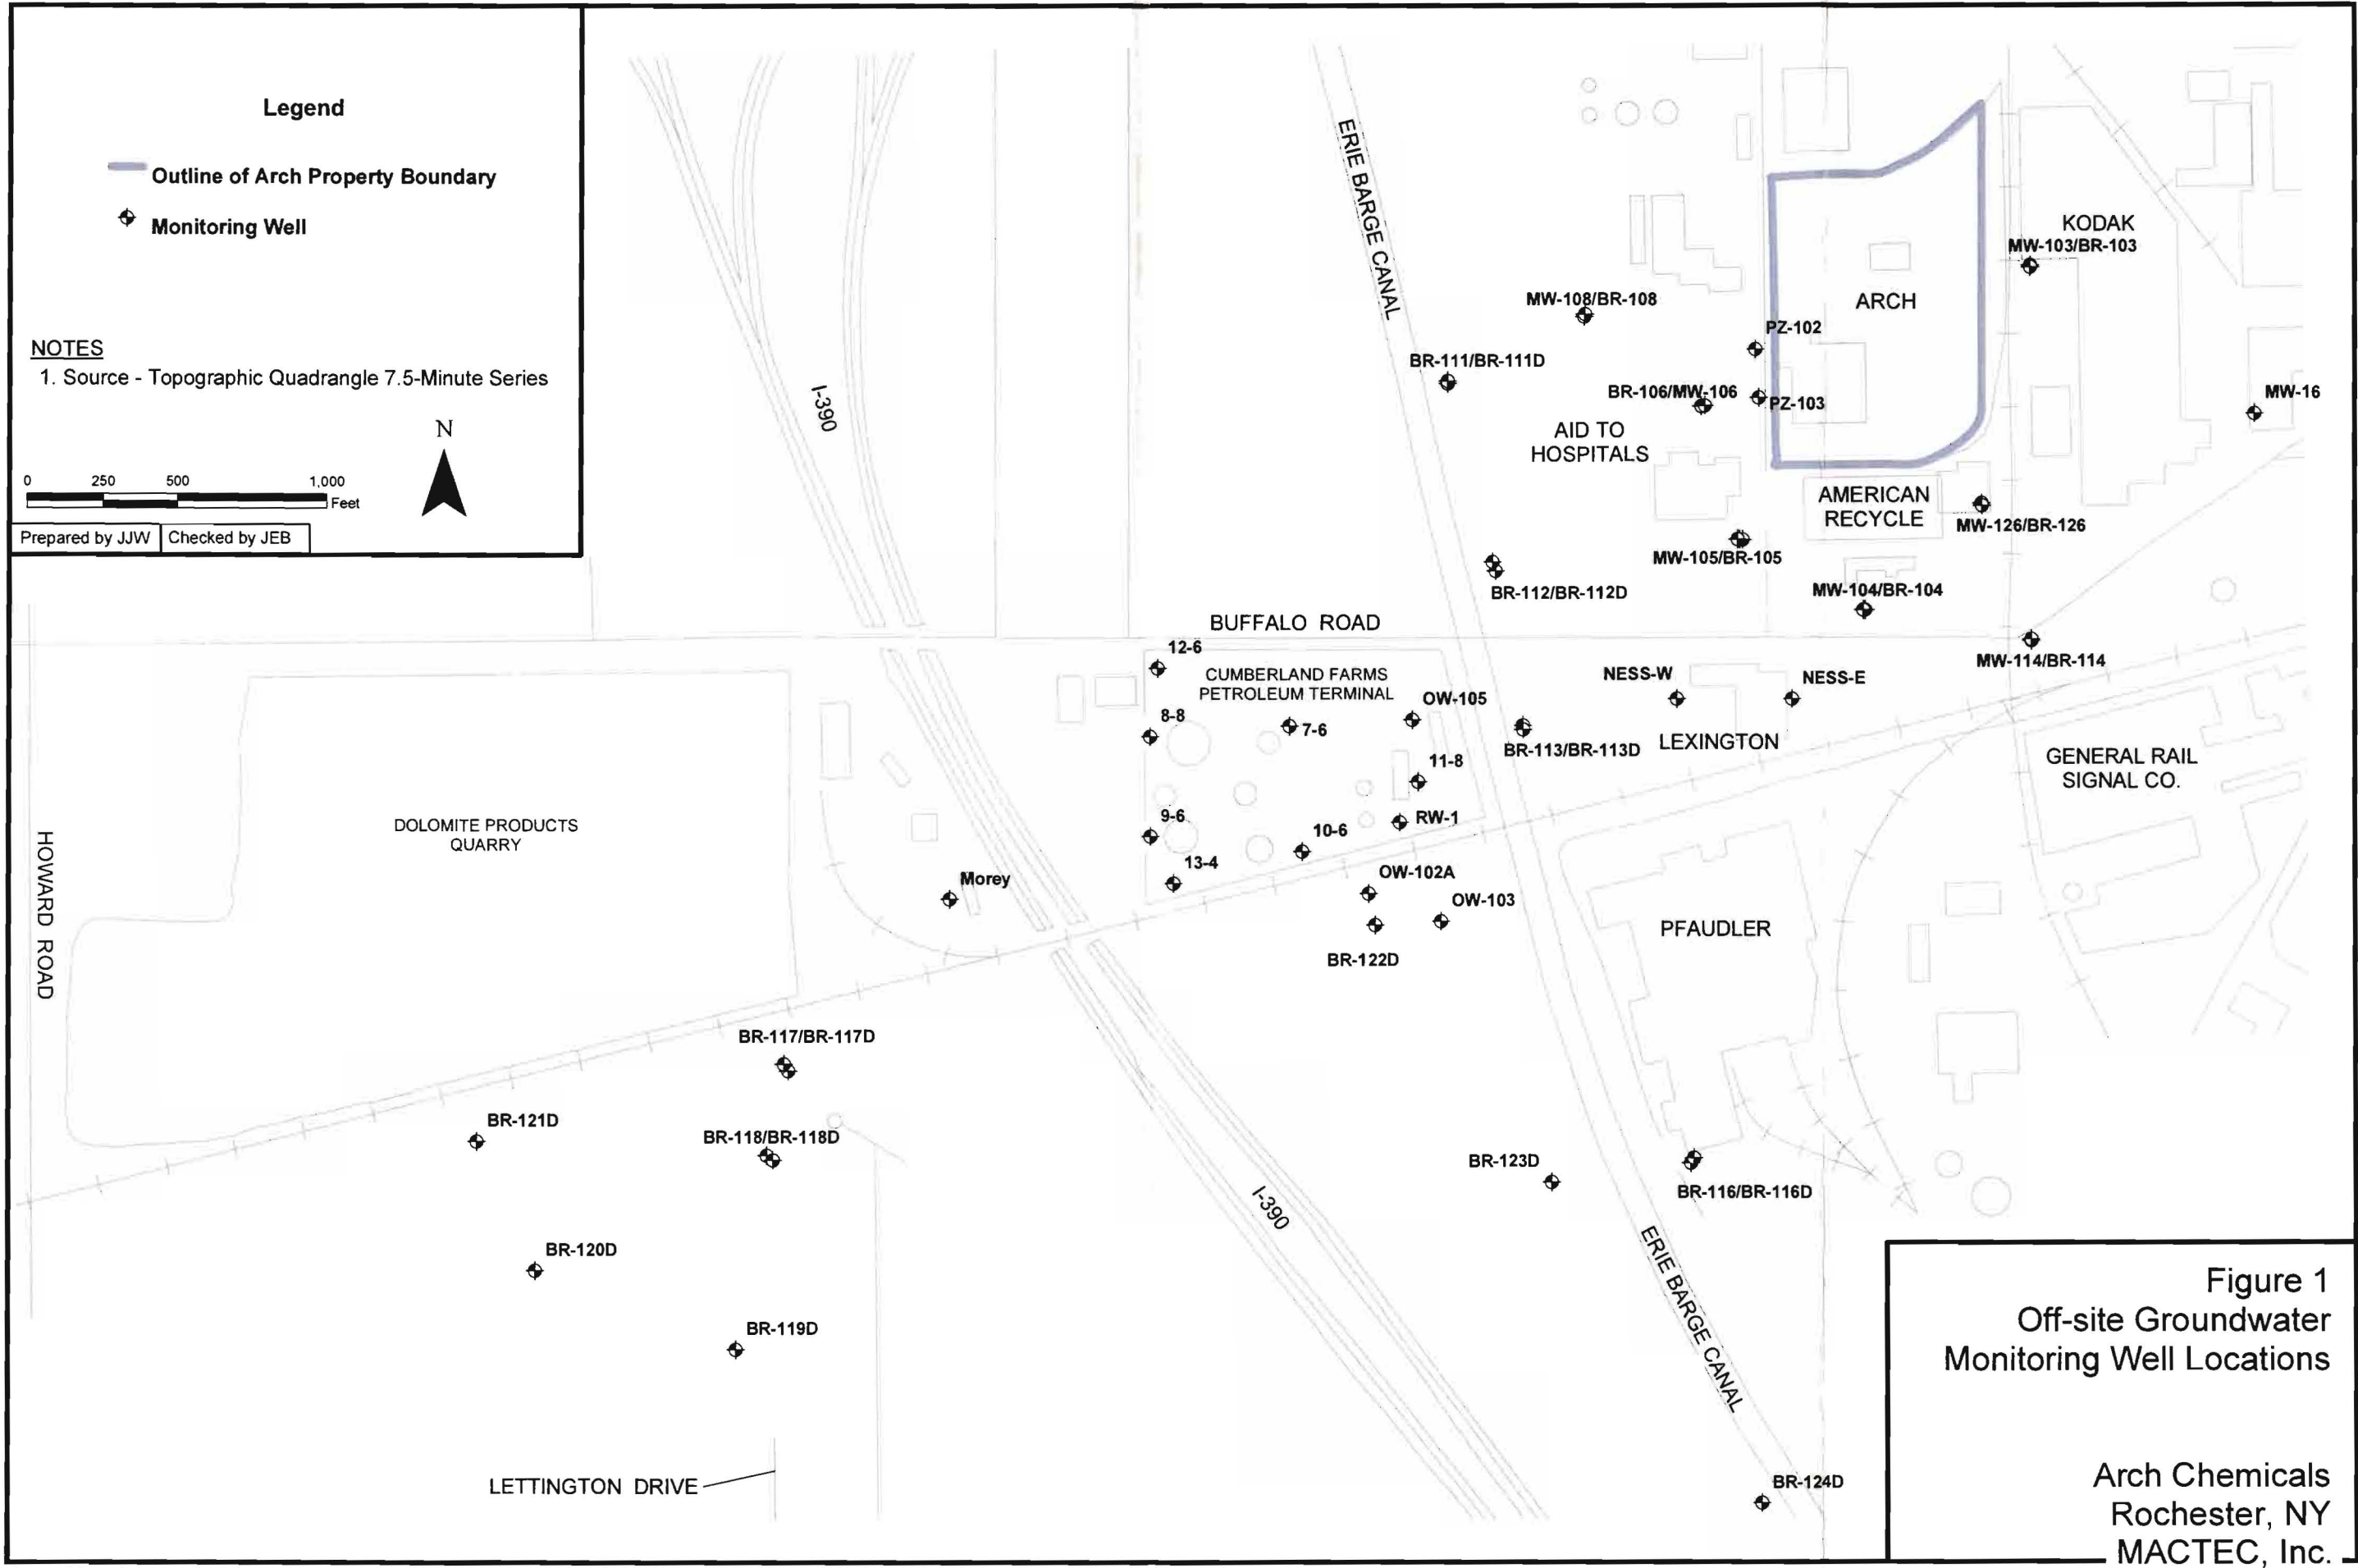 Legend
Outline of Arch Property Boundary
Monitoring Well
NOTES
1. Source - Topographic Quadrangle 7.5-Minute Series
N
0 250 500 1,000
Feet
Prepared by JJW Checked by JEB
I-390
ERIE BARGE CANAL
KODAK
MW-103/BR-103
ARCH
MW-108/BR-108
PZ-102
BR-111/BR-111D
BR-106/MW-106
PZ-103
MW-16
AID TO
HOSPITALS
AMERICAN
RECYCLE
MW-126/BR-126
MW-105/BR-105
BR-112/BR-112D
MW-104/BR-104
BUFFALO ROAD
MW-114/BR-114
12-6
CUMBERLAND FARMS
PETROLEUM TERMINAL
NESS-W
NESS-E
OW-105
8-8
7-6
BR-113/BR-113D
LEXINGTON
11-8
GENERAL RAIL
SIGNAL CO.
9-6
RW-1
10-6
13-4
DOLOMITE PRODUCTS
QUARRY
HOWARD ROAD
Morey
OW-102A
OW-103
BR-122D
PFAUDLER
BR-117/BR-117D
BR-121D
BR-118/BR-118D
BR-123D
BR-116/BR-116D
I-390
BR-120D
ERIE BARGE CANAL
BR-119D
LETTINGTON DRIVE
BR-124D
Figure 1
Off-site Groundwater
Monitoring Well Locations
Arch Chemicals
Rochester, NY
MACTEC, Inc.